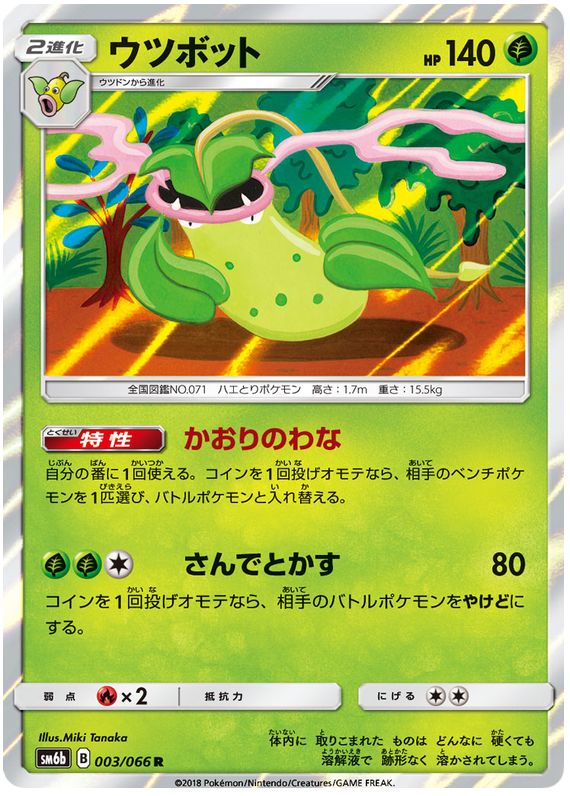 2進化
ウツボット
HP 140
ウツドンから進化
全国図鑑NO.071 ハエとりポケモン 高さ：1.7m 重さ：15.5kg
とくせい
特性 かおりのわな
自分の番に1回使える。コインを1回投げオモテなら、相手のベンチポケ
モンを1匹選び、バトルポケモンと入れ替える。
さんでとかす 80
コインを1回投げオモテなら、相手のバトルポケモンをやけどに
する。
弱点 ×2 抵抗力 にげる
Illus.Miki Tanaka
SM6b B 003/066 R
体内に 取りこまれた ものは どんなに 硬くても
溶解液で 跡形なく 溶かされてしまう。
©2018 Pokémon/Nintendo/Creatures/GAME FREAK.